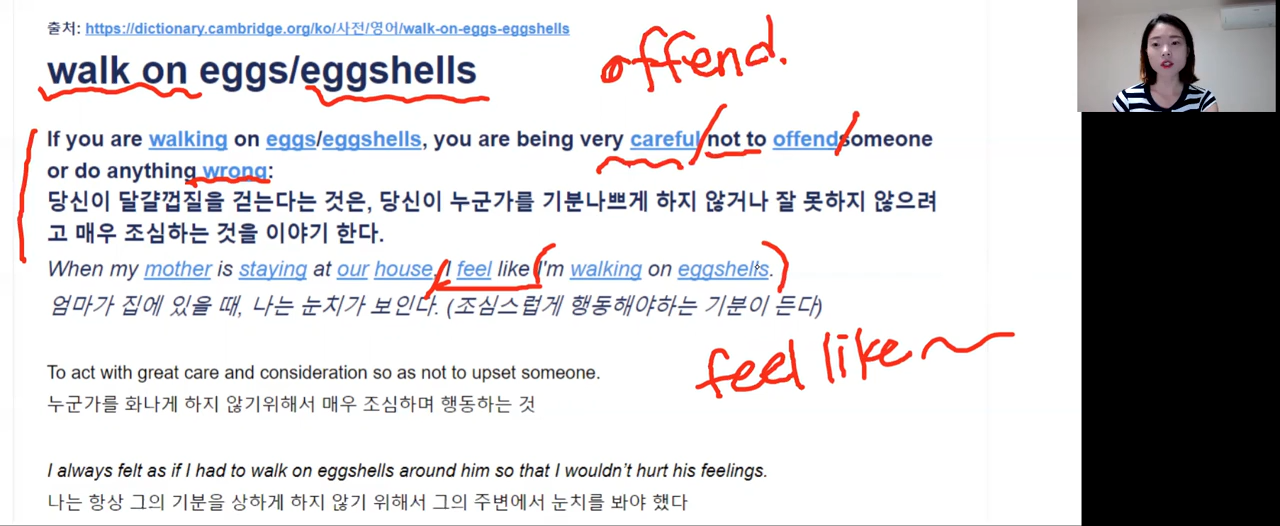 출처: https://dictionary.cambridge.org/ko/사전/영어/walk-on-eggs-eggshells
walk on eggs/eggshells
offend.
If you are walking on eggs/eggshells, you are being very careful not to offend someone
or do anything wrong:
당신이 달걀껍질을 걷는다는 것은, 당신이 누군가를 기분나쁘게 하지 않거나 잘 못하지 않으려
고 매우 조심하는 것을 이야기 한다.
When my mother is staying at our house, I feel like I'm walking on eggshells.
엄마가 집에 있을 때, 나는 눈치가 보인다. (조심스럽게 행동해야하는 기분이 든다)
feel like ~
To act with great care and consideration so as not to upset someone.
누군가를 화나게 하지 않기위해서 매우 조심하며 행동하는 것
I always felt as if I had to walk on eggshells around him so that I wouldn't hurt his feelings.
나는 항상 그의 기분을 상하게 하지 않기 위해서 그의 주변에서 눈치를 봐야 했다